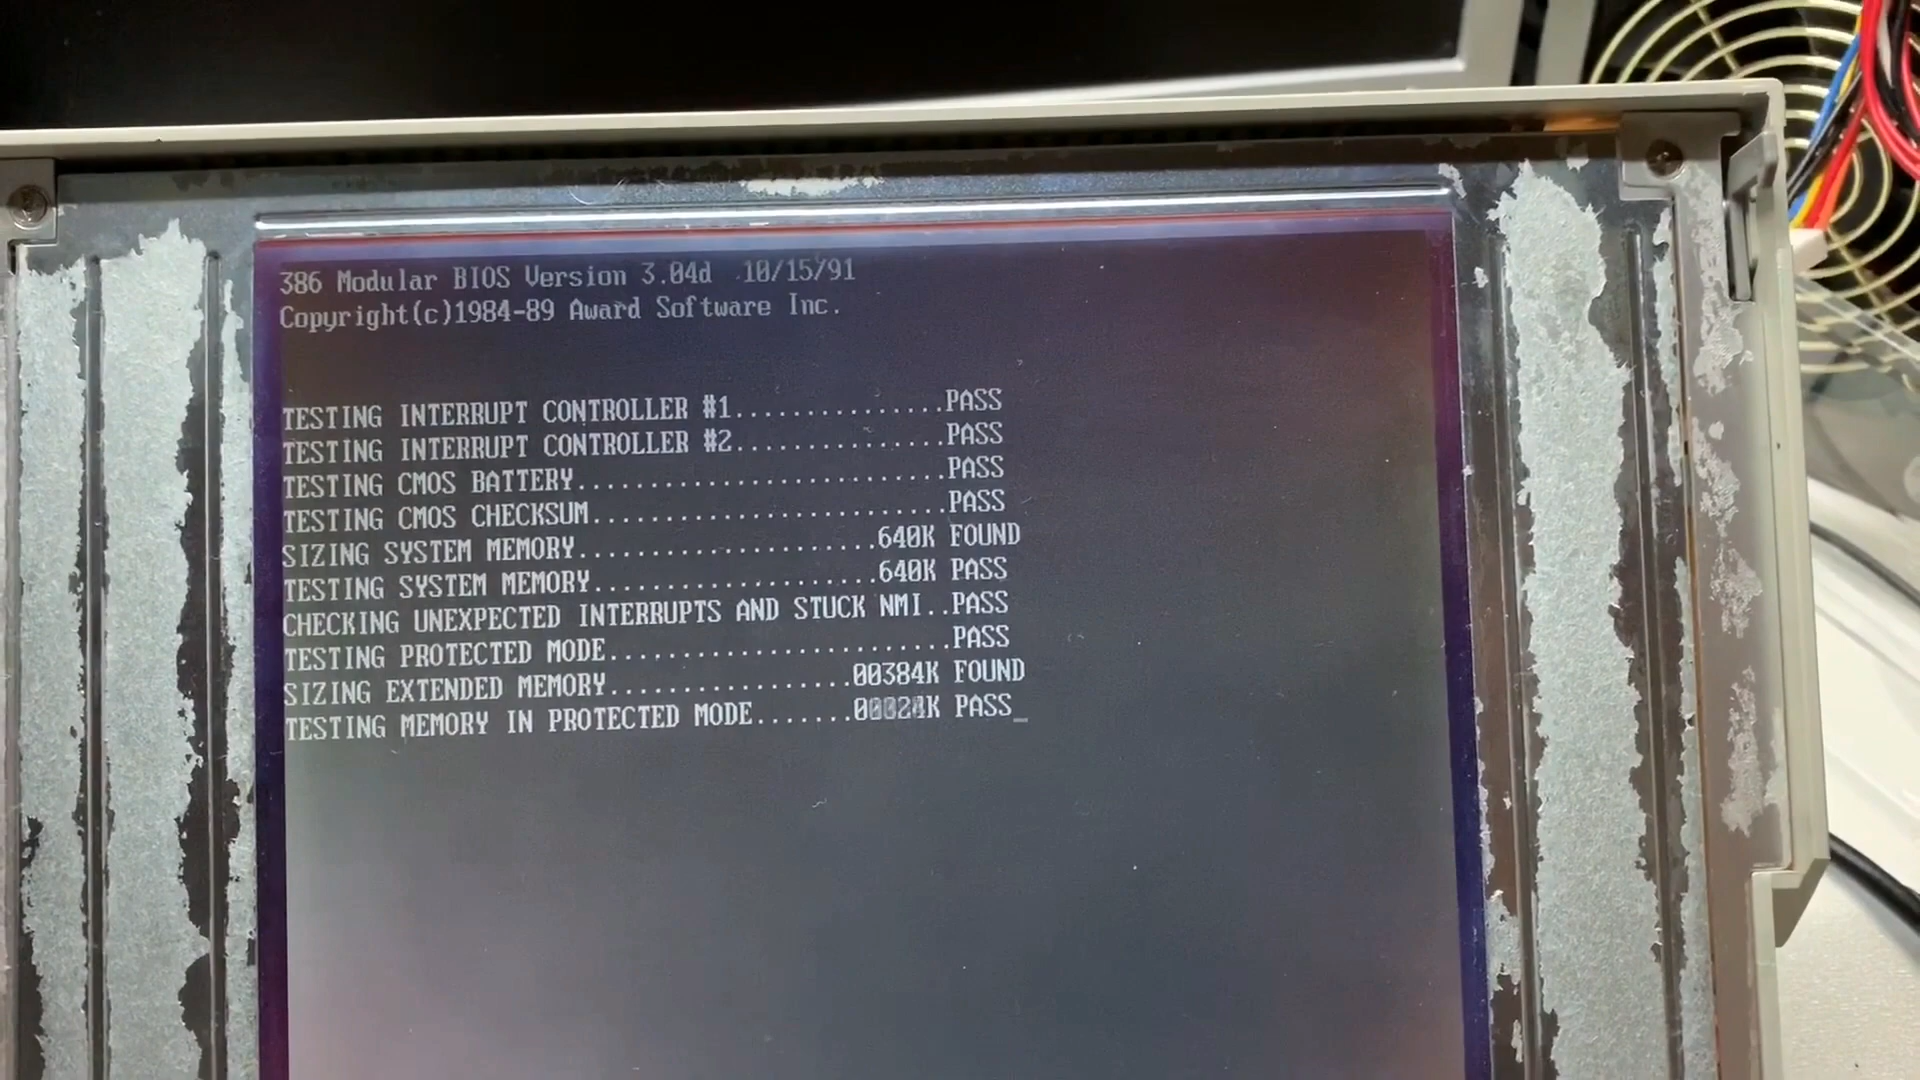 386 Modular BIOS Version 3.04d  10/15/91
Copyright(c)1984-89 Award Software Inc.
TESTING INTERRUPT CONTROLLER #1...............PASS
TESTING INTERRUPT CONTROLLER #2...............PASS
TESTING CMOS BATTERY..........................PASS
TESTING CMOS CHECKSUM.........................PASS
SIZING SYSTEM MEMORY.....................640K FOUND
TESTING SYSTEM MEMORY....................640K PASS
CHECKING UNEXPECTED INTERRUPTS AND STUCK NMI..PASS
TESTING PROTECTED MODE........................PASS
SIZING EXTENDED MEMORY.................00384K FOUND
TESTING MEMORY IN PROTECTED MODE....... PASS_